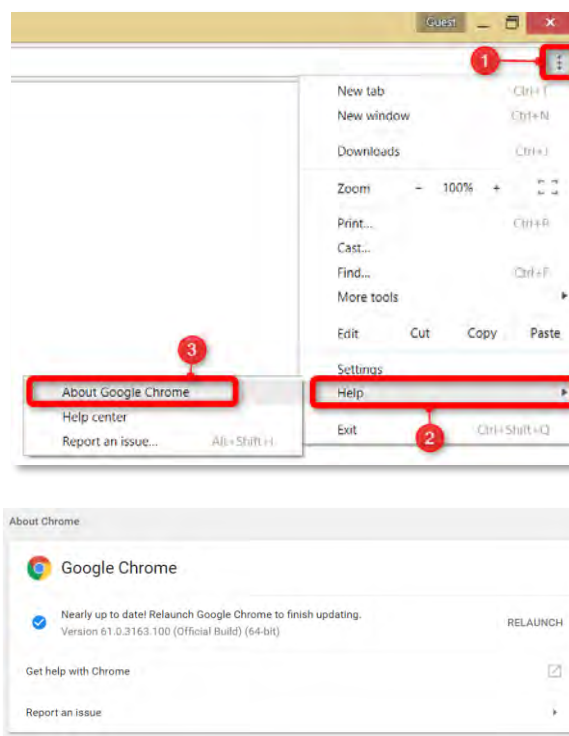 Guest
1
New tab Ctrl+T
New window Ctrl+N
Downloads Ctrl+J
Zoom - 100% +
Print... Ctrl+P
Cast...
Find... Ctrl+F
More tools
Edit Cut Copy Paste
3
Settings
About Google Chrome Help
Help center
2
Exit Ctrl+Shift+Q
Report an issue... Alt+Shift+I
About Chrome
Google Chrome
Nearly up to date! Relaunch Google Chrome to finish updating.
Version 61.0.3163.100 (Official Build) (64-bit)
RELAUNCH
Get help with Chrome
Report an issue